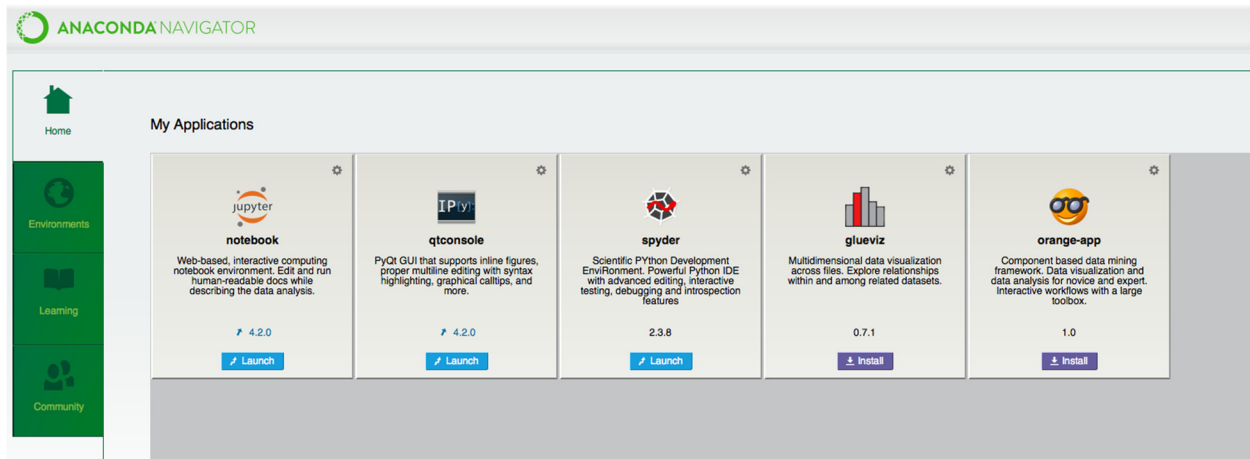 ANACONDA NAVIGATOR
Home
Environments
Learning
Community
My Applications
jupyter
notebook
Web-based, interactive computing
notebook environment. Edit and run
human-readable docs while
describing the data analysis.
4.2.0
Launch
IP[y]:
qtconsole
PyQt GUI that supports inline figures,
proper multiline editing with syntax
highlighting, graphical calltips, and
more.
4.2.0
Launch
spyder
Scientific PYthon Development
EnviRonment. Powerful Python IDE
with advanced editing, interactive
testing, debugging and introspection
features
2.3.8
Launch
glueviz
Multidimensional data visualization
across files. Explore relationships
within and among related datasets.
0.7.1
Install
orange-app
Component based data mining
framework. Data visualization and
data analysis for novice and expert.
Interactive workflows with a large
toolbox.
1.0
Install